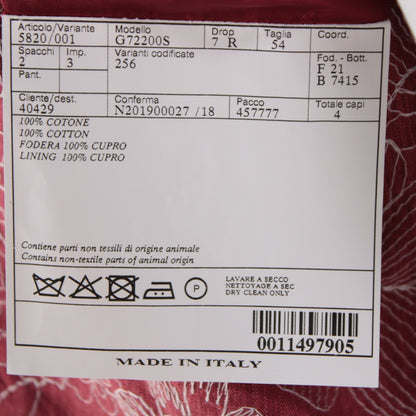 Articolo/Variante Modello Drop Taglia Coord.
5820/001 G72200S 7 R 54
Spacchi Imp. Varianti codificate Fod. - Bott.
2 3 256 F 21
Pant. B 7415
Cliente/dest. Conferma Pacco Totale capi
40429 N201900027 /18 457777 4
100% COTONE
100% COTTON
FODERA 100% CUPRO
LINING 100% CUPRO
Contiene parti non tessili di origine animale
Contains non-textile parts of animal origin
P
LAVARE A SECCO
NETTOYAGE A SEC
DRY CLEAN ONLY
0011497905
MADE IN ITALY